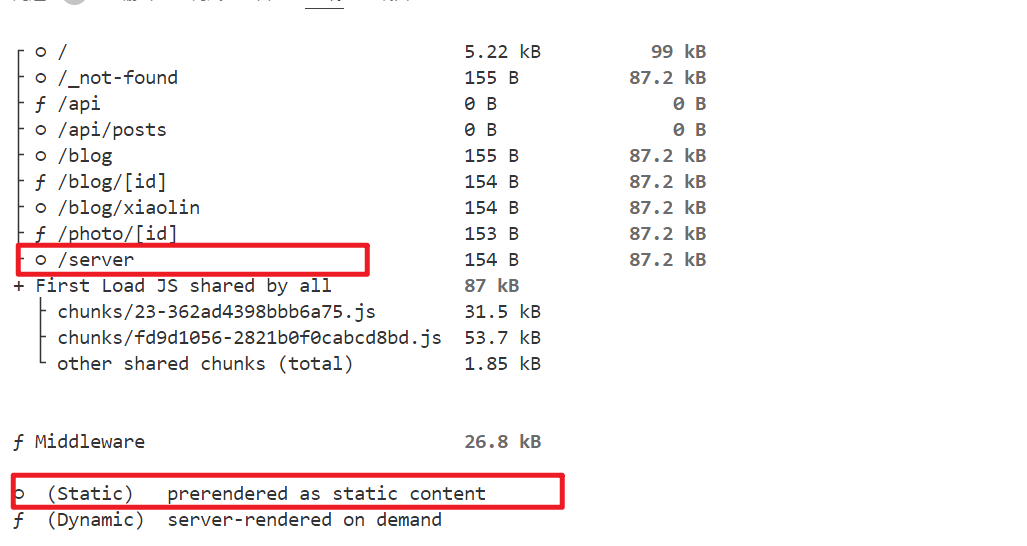 ┌ ○ / 5.22 kB 99 kB
├ ○ /_not-found 155 B 87.2 kB
├ ƒ /api 0 B 0 B
├ ○ /api/posts 0 B 0 B
├ ○ /blog 155 B 87.2 kB
├ ƒ /blog/[id] 154 B 87.2 kB
├ ○ /blog/xiaolin 154 B 87.2 kB
├ ƒ /photo/[id] 153 B 87.2 kB
└ ○ /server 154 B 87.2 kB
+ First Load JS shared by all 87 kB
├ chunks/23-362ad4398bbb6a75.js 31.5 kB
├ chunks/fd9d1056-2821b0f0cabcd8bd.js 53.7 kB
└ other shared chunks (total) 1.85 kB
ƒ Middleware 26.8 kB
○ (Static) prerendered as static content
ƒ (Dynamic) server-rendered on demand